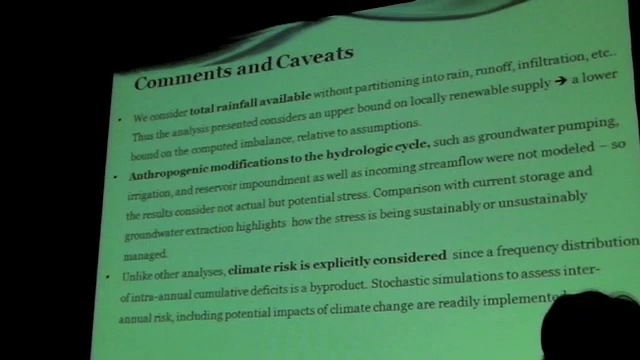 Comments and Caveats
• We consider total rainfall available without partitioning into rain, runoff, infiltration, etc..
Thus the analysis presented considers an upper bound on locally renewable supply ➔ a lower
bound on the computed imbalance, relative to assumptions.
• Anthropogenic modifications to the hydrologic cycle, such as groundwater pumping,
irrigation, and reservoir impoundment as well as incoming streamflow were not modeled – so
the results consider not actual but potential stress. Comparison with current storage and
groundwater extraction highlights how the stress is being sustainably or unsustainably
managed.
• Unlike other analyses, climate risk is explicitly considered since a frequency distribution
of intra-annual cumulative deficits is a byproduct. Stochastic simulations to assess inter-
annual risk, including potential impacts of climate change are readily implemented